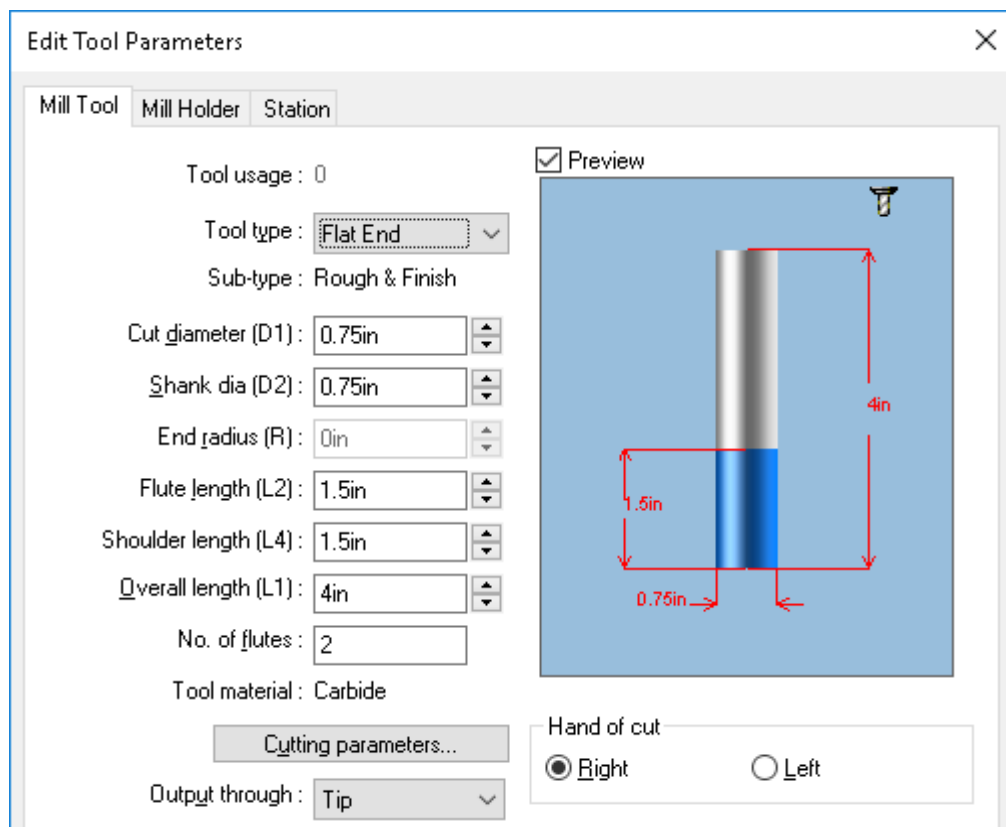 Edit Tool Parameters
Mill Tool
Mill Holder
Station
Tool usage : 0
Tool type : Flat End
Sub-type : Rough & Finish
Cut diameter (D1) : 0.75in
Shank dia (D2) : 0.75in
End radius (R) : 0in
Flute length (L2) : 1.5in
Shoulder length (L4) : 1.5in
Overall length (L1) : 4in
No. of flutes : 2
Tool material : Carbide
Cutting parameters...
Output through : Tip
Preview
4in
1.5in
0.75in
Hand of cut
Right
Left